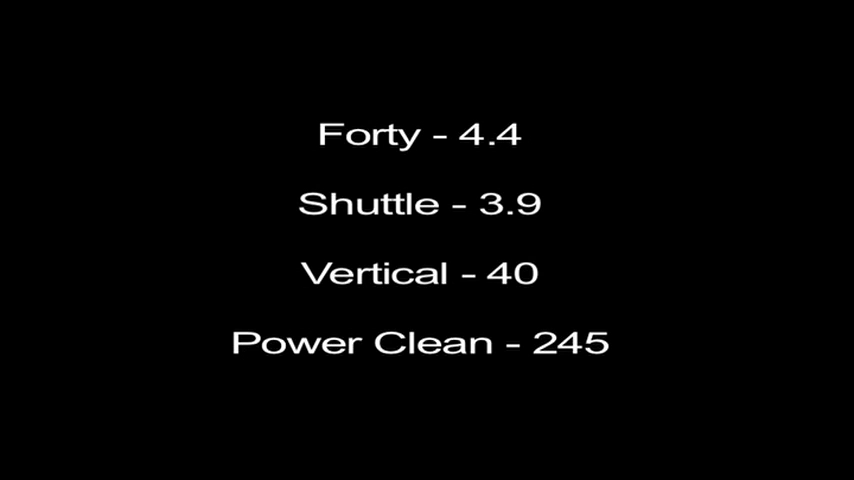 Forty - 4.4
Shuttle - 3.9
Vertical - 40
Power Clean - 245